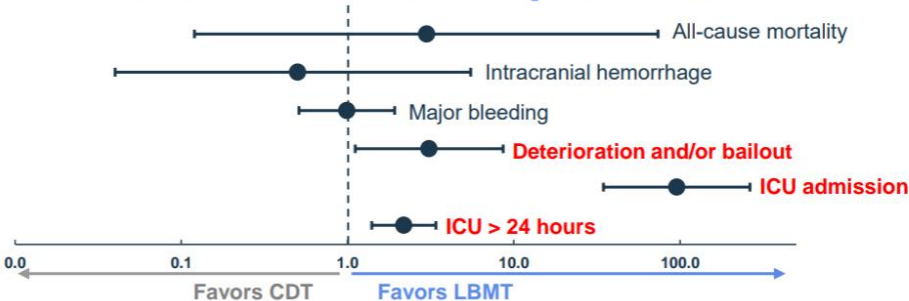 All-cause mortality
Intracranial hemorrhage
Major bleeding
Deterioration and/or bailout
ICU admission
ICU > 24 hours
0.0 0.1 1.0 10.0 100.0
Favors CDT Favors LBMT